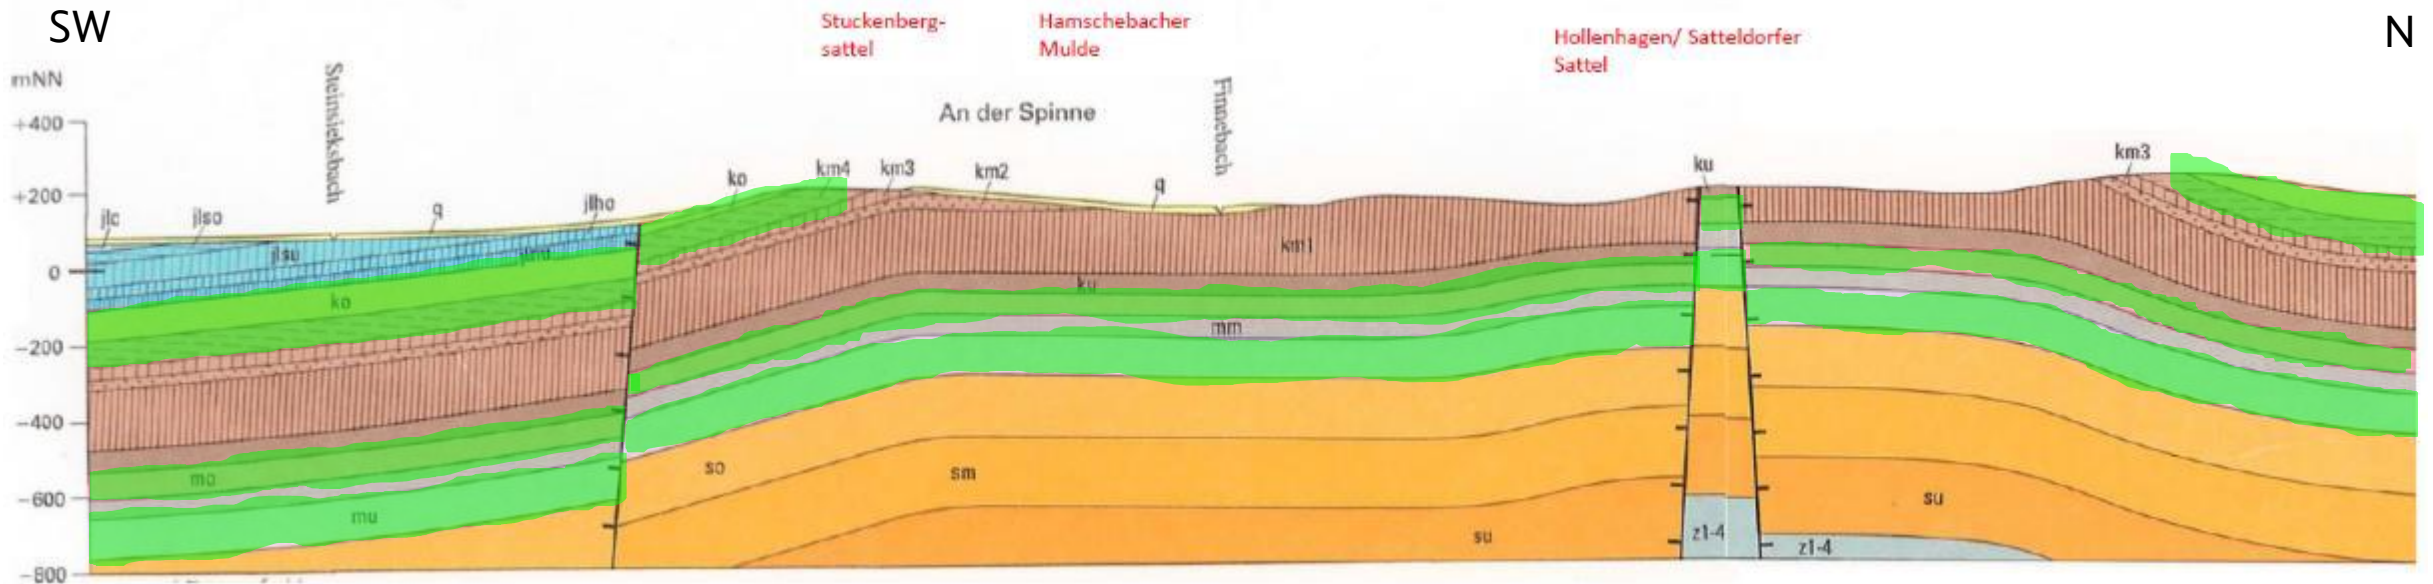 SW
Stuckenberg-
sattel
Hamschebacher
Mulde
Hollenhagen/ Satteldorfer
Sattel
N
mNN
Steinsieksbach
An der Spinne
Finnebach
+400
+200
0
−200
−400
−600
−800
jlc
jlso
q
jlho
ko
km4
km3
km2
q
ku
km3
jlsu
ko
km1
ku
mm
mo
mu
so
sm
su
su
z1-4
z1-4